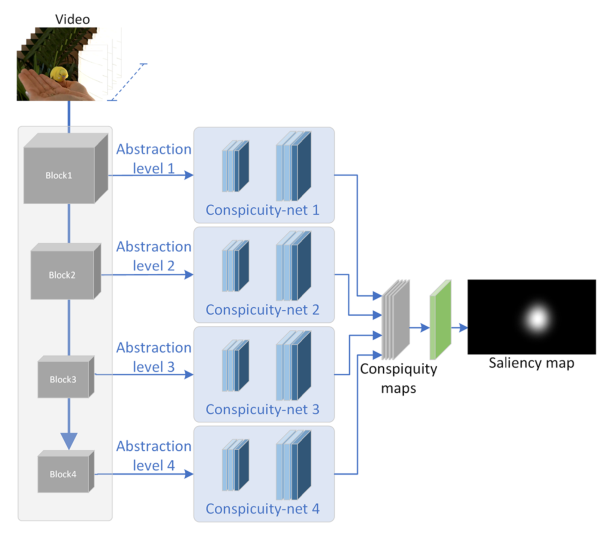 Video
Abstraction
level 1
Block1
Conspicuity-net 1
Abstraction
level 2
Block2
Conspicuity-net 2
Abstraction
level 3
Block3
Conspicuity-net 3
Conspiquity
maps
Saliency map
Abstraction
level 4
Block4
Conspicuity-net 4